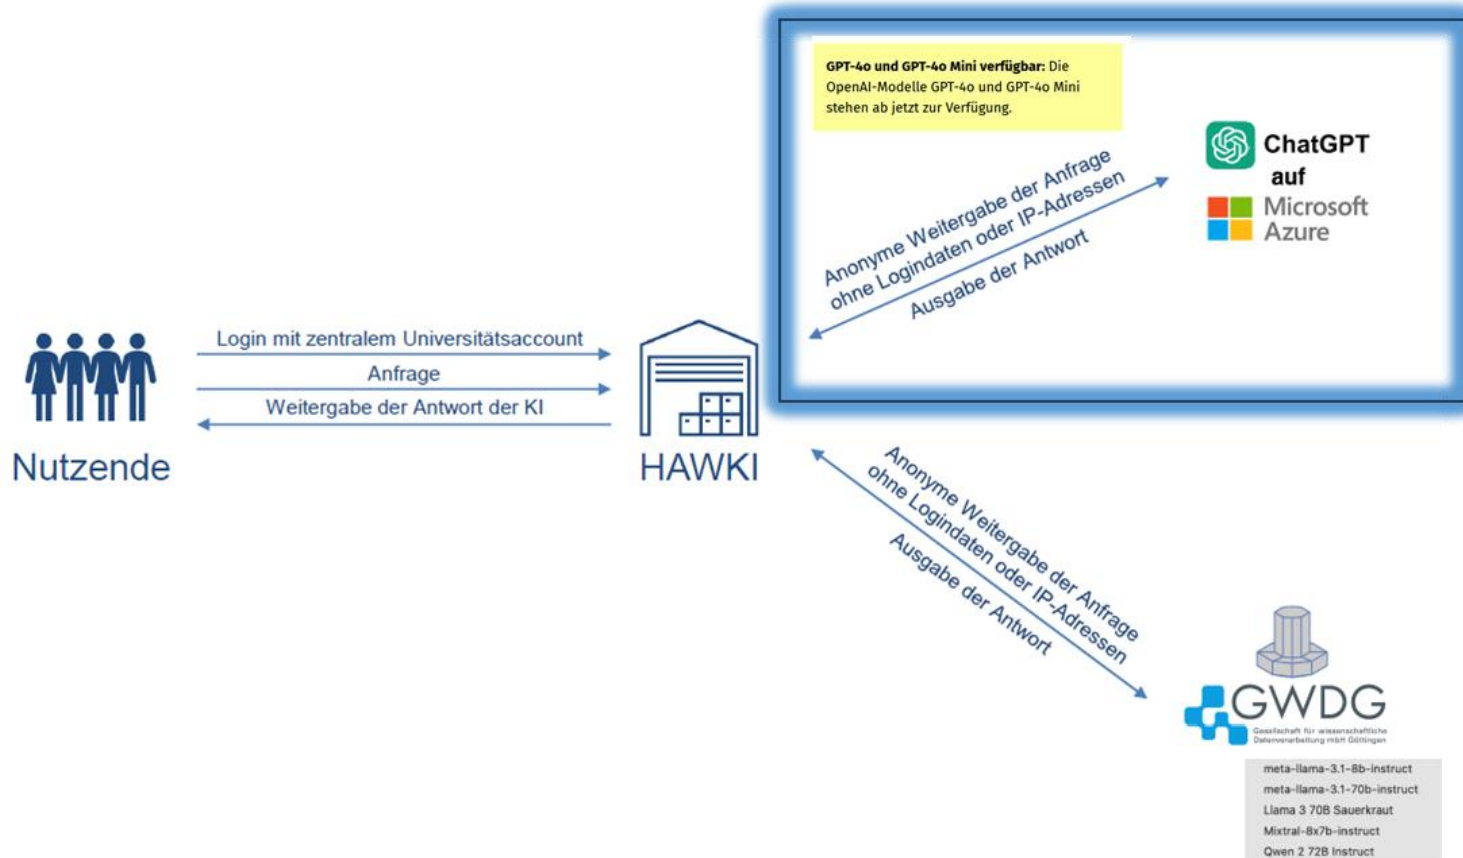 GPT-4o und GPT-4o Mini verfügbar: Die
OpenAI-Modelle GPT-4o und GPT-4o Mini
stehen ab jetzt zur Verfügung.
ChatGPT
auf
Microsoft
Azure
Anonyme Weitergabe der Anfrage
ohne Logindaten oder IP-Adressen
Ausgabe der Antwort
Login mit zentralem Universitätsaccount
Anfrage
Weitergabe der Antwort der KI
Nutzende
HAWKI
Anonyme Weitergabe der Anfrage
ohne Logindaten oder IP-Adressen
Ausgabe der Antwort
GWDG
Gesellschaft für wissenschaftliche
Datenverarbeitung mbH Göttingen
meta-llama-3.1-8b-instruct
meta-llama-3.1-70b-instruct
Llama 3 70B Sauerkraut
Mixtral-8x7b-instruct
Qwen 2 72B Instruct